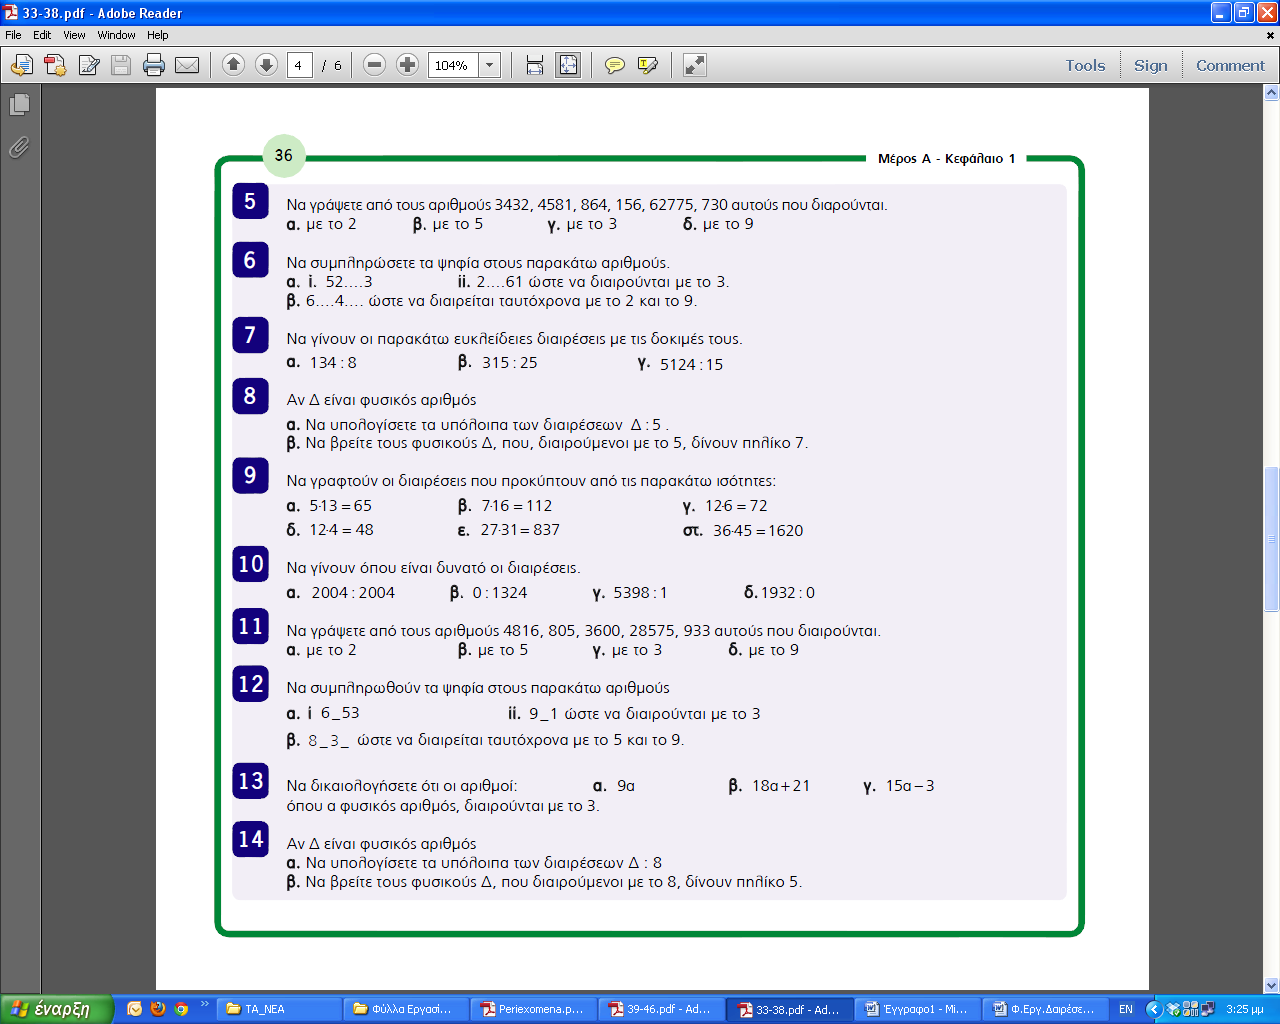 33-38.pdf - Adobe Reader
File Edit View Window Help
4 / 6 104% Tools Sign Comment
36
Μέρος Α - Κεφάλαιο 1
5 Να γράψετε από τους αριθμούς 3432, 4581, 864, 156, 62775, 730 αυτούς που διαρούνται.
α. με το 2 β. με το 5 γ. με το 3 δ. με το 9
6 Να συμπληρώσετε τα ψηφία στους παρακάτω αριθμούς.
α. i. 52....3 ii. 2....61 ώστε να διαιρούνται με το 3.
β. 6....4.... ώστε να διαιρείται ταυτόχρονα με το 2 και το 9.
7 Να γίνουν οι παρακάτω ευκλείδειες διαιρέσεις με τις δοκιμές τους.
α. 134 : 8 β. 315 : 25 γ. 5124 : 15
8 Αν Δ είναι φυσικός αριθμός
α. Να υπολογίσετε τα υπόλοιπα των διαιρέσεων Δ : 5 .
β. Να βρείτε τους φυσικούς Δ, που, διαιρούμενοι με το 5, δίνουν πηλίκο 7.
9 Να γραφτούν οι διαιρέσεις που προκύπτουν από τις παρακάτω ισότητες:
α. 5·13 = 65 β. 7·16 = 112 γ. 12·6 = 72
δ. 12·4 = 48 ε. 27·31 = 837 στ. 36·45 = 1620
10 Να γίνουν όπου είναι δυνατό οι διαιρέσεις.
α. 2004 : 2004 β. 0 : 1324 γ. 5398 : 1 δ. 1932 : 0
11 Να γράψετε από τους αριθμούς 4816, 805, 3600, 28575, 933 αυτούς που διαιρούνται.
α. με το 2 β. με το 5 γ. με το 3 δ. με το 9
12 Να συμπληρωθούν τα ψηφία στους παρακάτω αριθμούς
α. i 6_53 ii. 9_1 ώστε να διαιρούνται με το 3
β. 8_3_ ώστε να διαιρείται ταυτόχρονα με το 5 και το 9.
13 Να δικαιολογήσετε ότι οι αριθμοί: α. 9α β. 18α + 21 γ. 15α − 3
όπου α φυσικός αριθμός, διαιρούνται με το 3.
14 Αν Δ είναι φυσικός αριθμός
α. Να υπολογίσετε τα υπόλοιπα των διαιρέσεων Δ : 8
β. Να βρείτε τους φυσικούς Δ, που διαιρούμενοι με το 8, δίνουν πηλίκο 5.
έναρξη » ΤΑ_ΝΕΑ Φύλλα Εργασί... Periexomena.p... 39-46.pdf - Ad... 33-38.pdf - Ad... Έγγραφο1 - Mi... Φ.Εργ.Δαιρέσε... EN 3:25 μμ